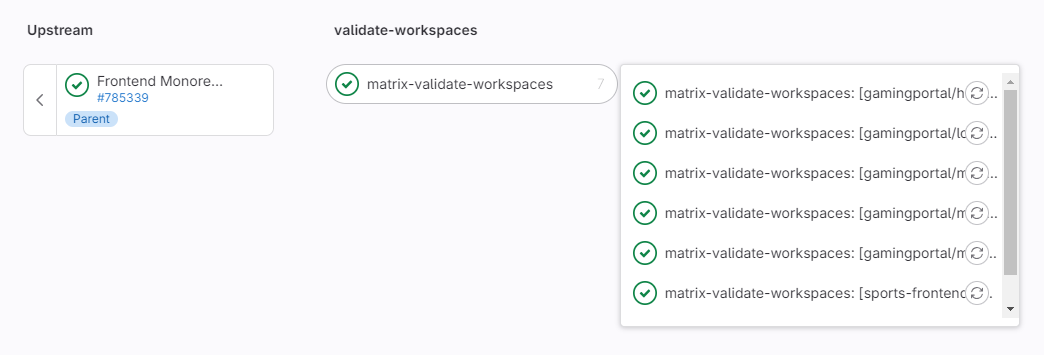 Upstream
validate-workspaces
Frontend Monore...
#785339
Parent
matrix-validate-workspaces 7
matrix-validate-workspaces: [gamingportal/h...
matrix-validate-workspaces: [gamingportal/lo...
matrix-validate-workspaces: [gamingportal/m...
matrix-validate-workspaces: [gamingportal/m...
matrix-validate-workspaces: [gamingportal/m...
matrix-validate-workspaces: [sports-frontend...